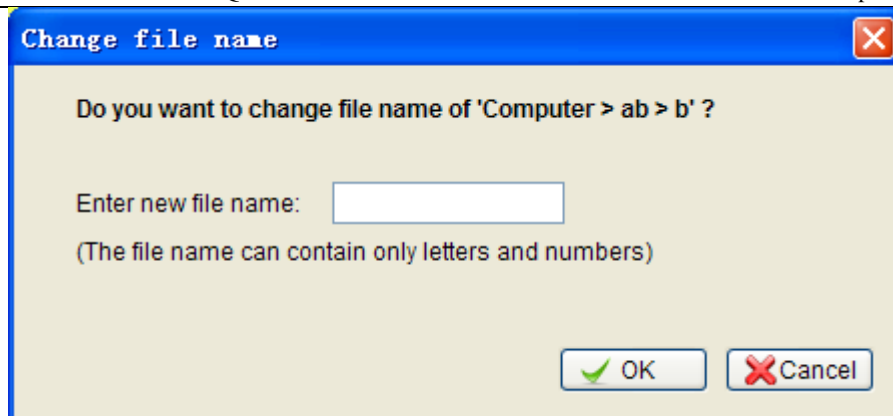 Change file name
Do you want to change file name of 'Computer > ab > b' ?
Enter new file name:
(The file name can contain only letters and numbers)
OK Cancel